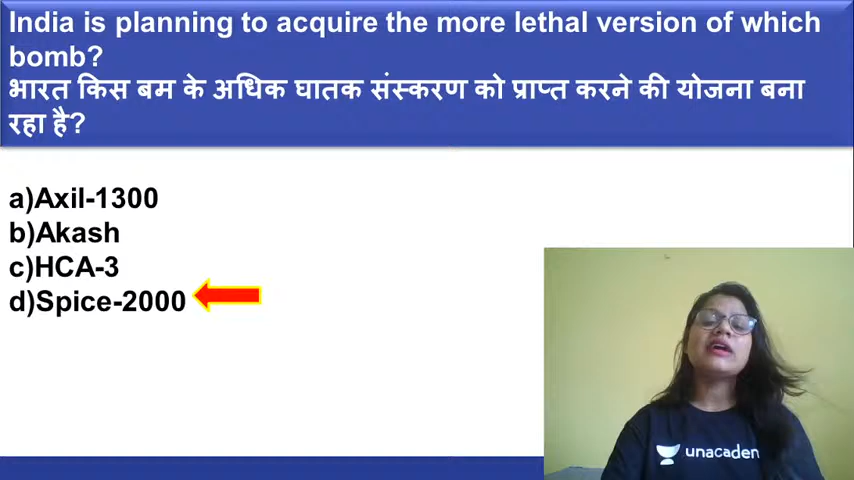 India is planning to acquire the more lethal version of which
bomb?
भारत किस बम के अधिक घातक संस्करण को प्राप्त करने की योजना बना
रहा है?
a)Axil-1300
b)Akash
c)HCA-3
d)Spice-2000
unacadem